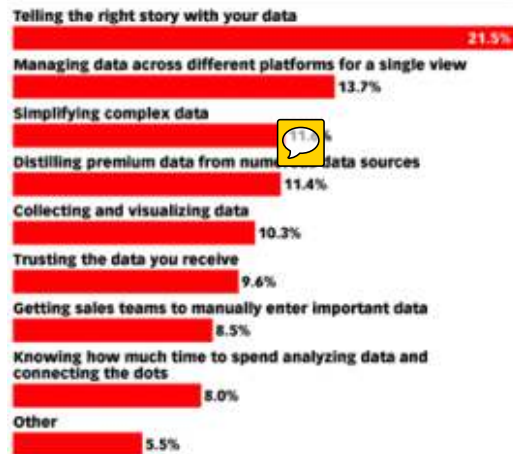 Telling the right story with your data
21.5%
Managing data across different platforms for a single view
13.7%
Simplifying complex data
Distilling premium data from data sources
11.4%
Collecting and visualizing data
10.3%
Trusting the data you receive
9.6%
Getting sales teams to manually enter important data
8.5%
Knowing how much time to spend analyzing data and
connecting the dots
8.0%
Other
5.5%